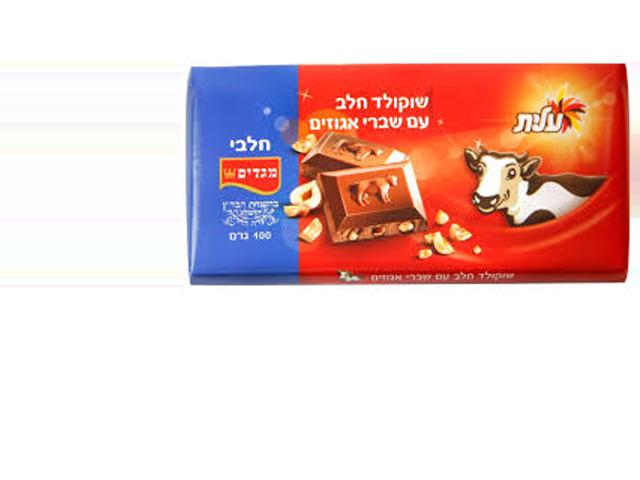 שוקולד חלב
עם שברי אגוזים
עלית
חלבי
מגדים
100 גרם
שוקולד חלב עם שברי אגוזים